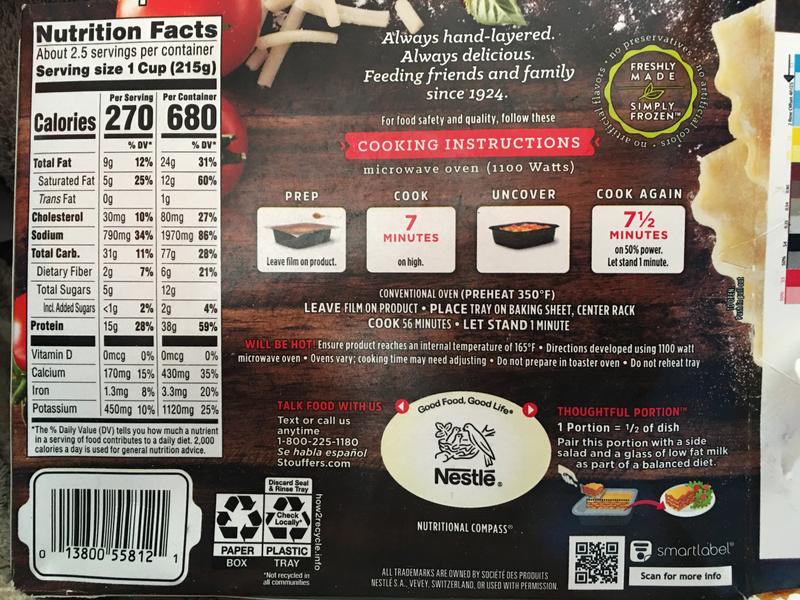 Nutrition Facts
About 2.5 servings per container
Serving size 1 Cup (215g)
Per Serving Per Container
Calories 270 680
% DV* % DV*
Total Fat 9g 12% 24g 31%
Saturated Fat 5g 25% 12g 60%
Trans Fat 0g 1g
Cholesterol 30mg 10% 80mg 27%
Sodium 790mg 34% 1970mg 86%
Total Carb. 31g 11% 77g 28%
Dietary Fiber 2g 7% 6g 21%
Total Sugars 5g 12g
Incl. Added Sugars <1g 2% 2g 4%
Protein 15g 28% 38g 59%
Vitamin D 0mcg 0% 0mcg 0%
Calcium 170mg 15% 430mg 35%
Iron 1.3mg 8% 3.3mg 20%
Potassium 450mg 10% 1120mg 25%
*The % Daily Value (DV) tells you how much a nutrient
in a serving of food contributes to a daily diet. 2,000
calories a day is used for general nutrition advice.
Always hand-layered.
Always delicious.
Feeding friends and family
since 1924.
no preservatives • no artificial colors • no artificial flavors •
FRESHLY
MADE
SIMPLY
FROZEN™
For food safety and quality, follow these
COOKING INSTRUCTIONS
microwave oven (1100 Watts)
PREP
Leave film on product.
COOK
7
MINUTES
on high.
UNCOVER
COOK AGAIN
7½
MINUTES
on 50% power.
Let stand 1 minute.
CONVENTIONAL OVEN (PREHEAT 350°F)
LEAVE FILM ON PRODUCT • PLACE TRAY ON BAKING SHEET, CENTER RACK
COOK 56 MINUTES • LET STAND 1 MINUTE
WILL BE HOT! Ensure product reaches an internal temperature of 165°F • Directions developed using 1100 watt
microwave oven • Ovens vary; cooking time may need adjusting • Do not prepare in toaster oven • Do not reheat tray
TALK FOOD WITH US
Text or call us
anytime
1-800-225-1180
Se habla español
Stouffers.com
Good Food, Good Life®
Nestlé®
NUTRITIONAL COMPASS®
THOUGHTFUL PORTION™
1 Portion = 1/2 of dish
Pair this portion with a side
salad and a glass of low fat milk
as part of a balanced diet.
0 13800 55812 1
Discard Seal
& Rinse Tray
Check
Locally*
PAPER
BOX
PLASTIC
TRAY
*Not recycled in
all communities
how2recycle.info
ALL TRADEMARKS ARE OWNED BY SOCIÉTÉ DES PRODUITS
NESTLÉ S.A., VEVEY, SWITZERLAND, OR USED WITH PERMISSION.
smartlabel®
Scan for more info